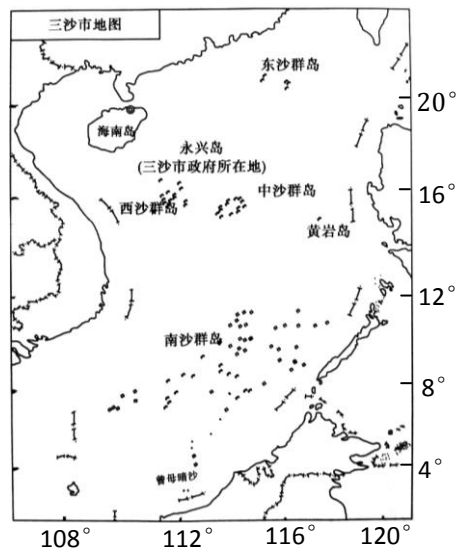 三沙市地图
东沙群岛
20°
海南岛
永兴岛
(三沙市政府所在地)
中沙群岛
16°
西沙群岛
黄岩岛
12°
南沙群岛
8°
曾母暗沙
4°
108°
112°
116°
120°